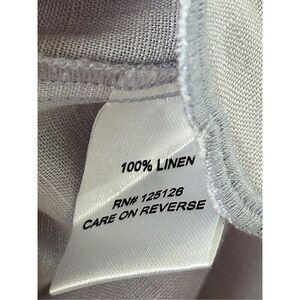 100% LINEN
RN# 125126
CARE ON REVERSE